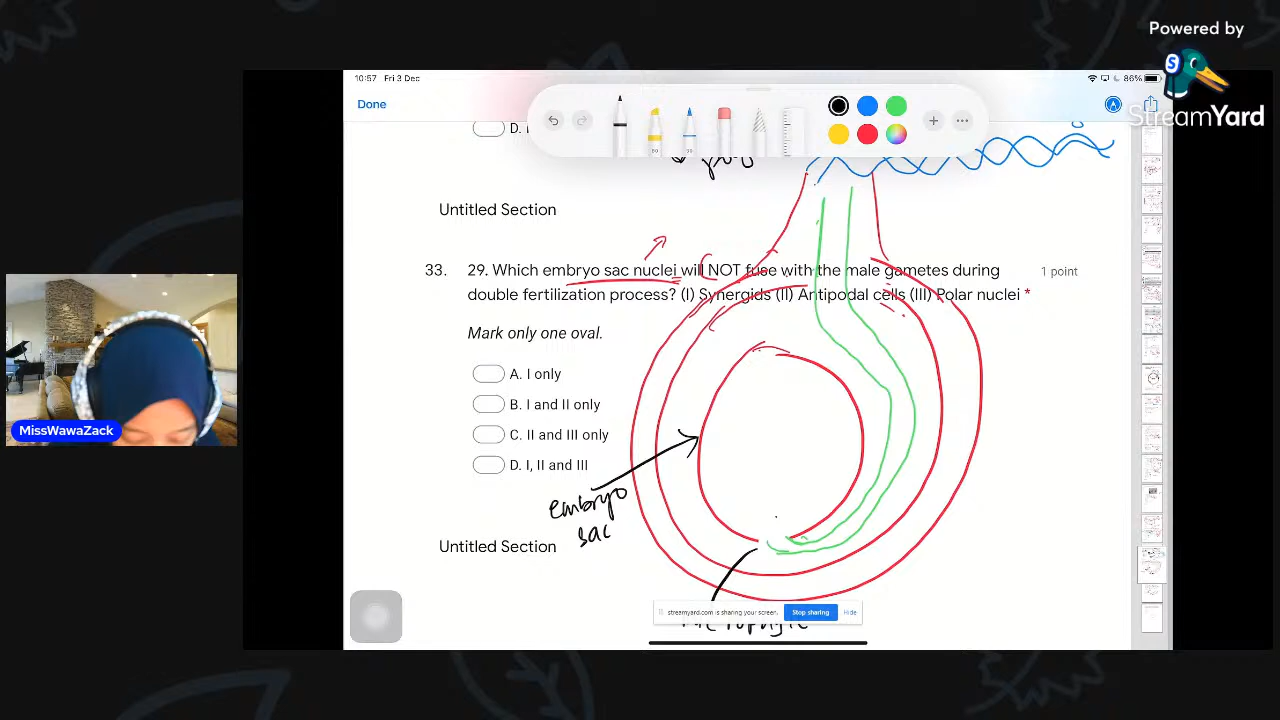 Powered by
StreamYard
10:57 Fri 3 Dec
86%
Done
D.
Untitled Section
33. 29. Which embryo sac nuclei will NOT fuse with the male gametes during 1 point
double fertilization process? (I) Synergids (II) Antipodal cells (III) Polar nuclei *
Mark only one oval.
A. I only
B. I and II only
C. II and III only
D. I, II and III
embryo
sac
Untitled Section
MissWawaZack
streamyard.com is sharing your screen.
Stop sharing
Hide